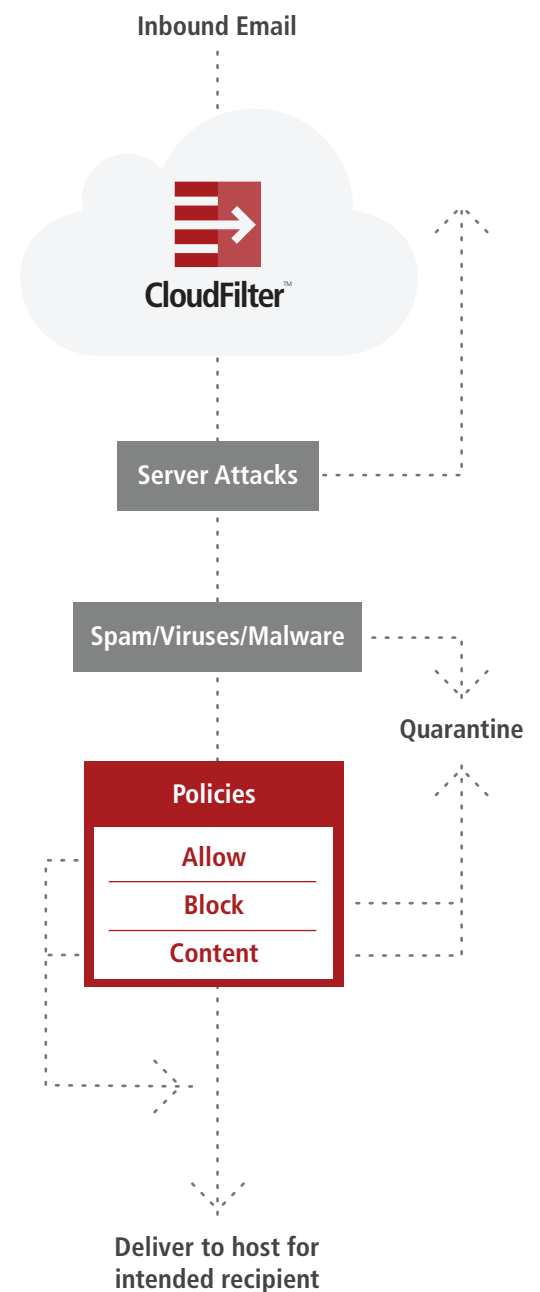 Inbound Email
CloudFilter™
Server Attacks
Spam/Viruses/Malware
Quarantine
Policies
Allow
Block
Content
Deliver to host for
intended recipient